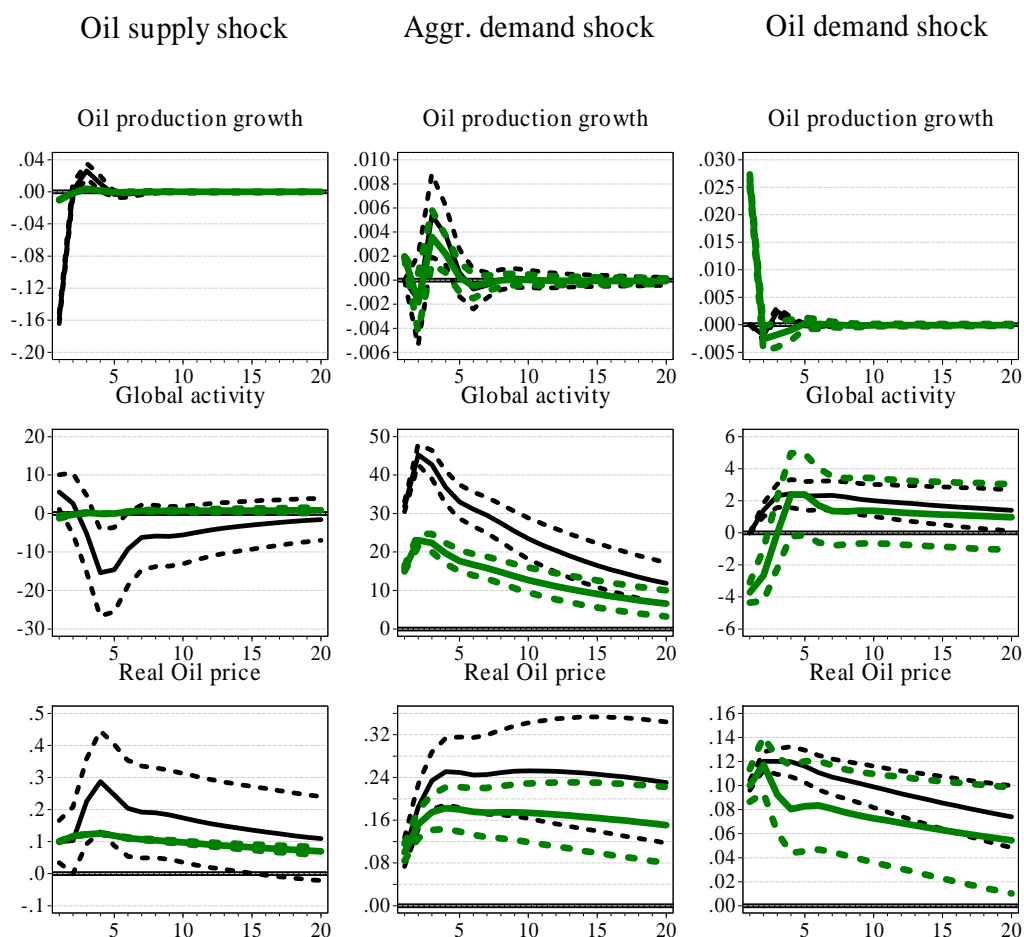 Oil supply shock Aggr. demand shock Oil demand shock
Oil production growth Oil production growth Oil production growth
.04 .010 .030
.00 .008 .025
-.04 .006 .020
-.08 .004 .015
-.12 .002 .010
-.16 .000 .005
-.20 -.002 .000
-.004 -.005
-.006
5 10 15 20 5 10 15 20 5 10 15 20
Global activity Global activity Global activity
20 50 6
10 40 4
0 30 2
-10 20 0
-20 10 -2
-30 0 -4
-6
5 10 15 20 5 10 15 20 5 10 15 20
Real Oil price Real Oil price Real Oil price
.5 .32 .16
.4 .24 .14
.3 .16 .12
.2 .08 .10
.1 .00 .08
.0 .06
-.1 .04
.02
.00
5 10 15 20 5 10 15 20 5 10 15 20